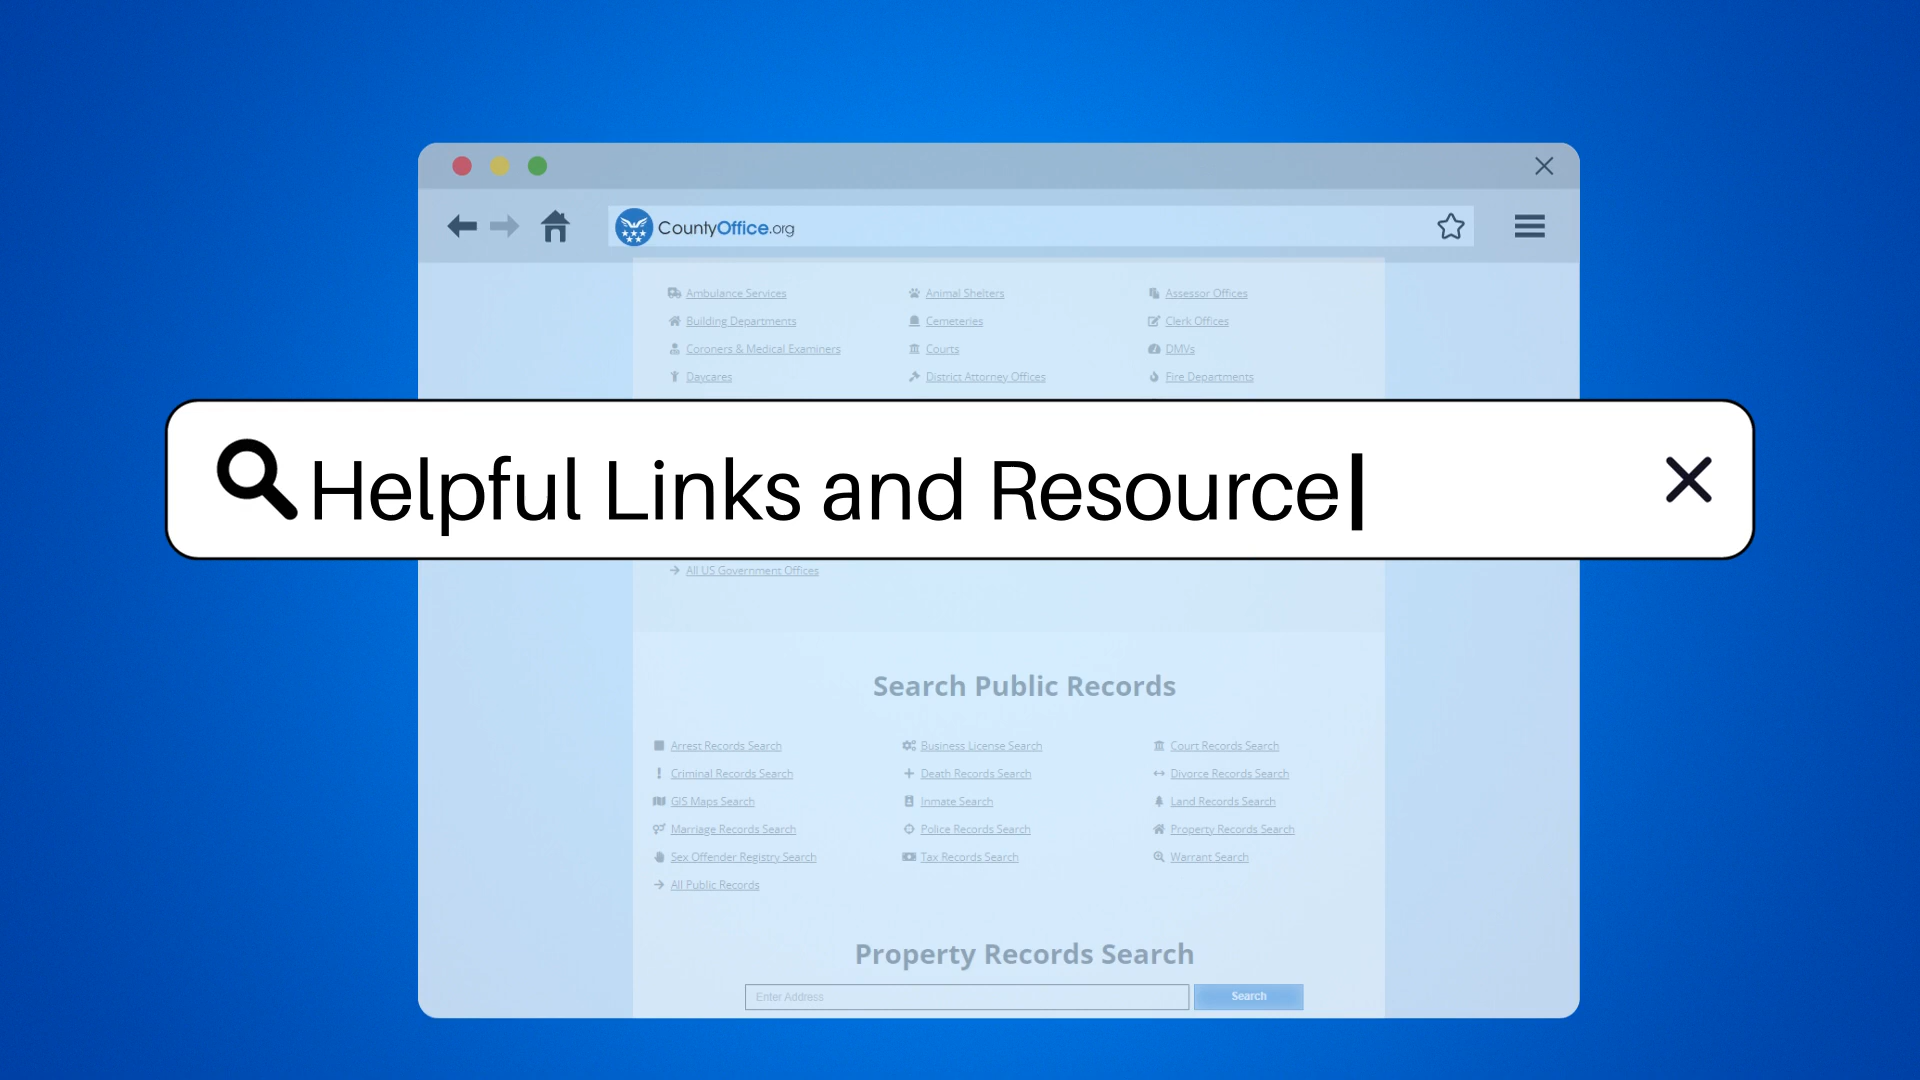 CountyOffice.org
Ambulance Services Animal Shelters Assessor Offices
Building Departments Cemeteries Clerk Offices
Coroners & Medical Examiners Courts DMVs
Daycares District Attorney Offices Fire Departments
Helpful Links and Resource
All US Government Offices
Search Public Records
Arrest Records Search Business License Search Court Records Search
Criminal Records Search Death Records Search Divorce Records Search
GIS Maps Search Inmate Search Land Records Search
Marriage Records Search Police Records Search Property Records Search
Sex Offender Registry Search Tax Records Search Warrant Search
All Public Records
Property Records Search
Enter Address Search